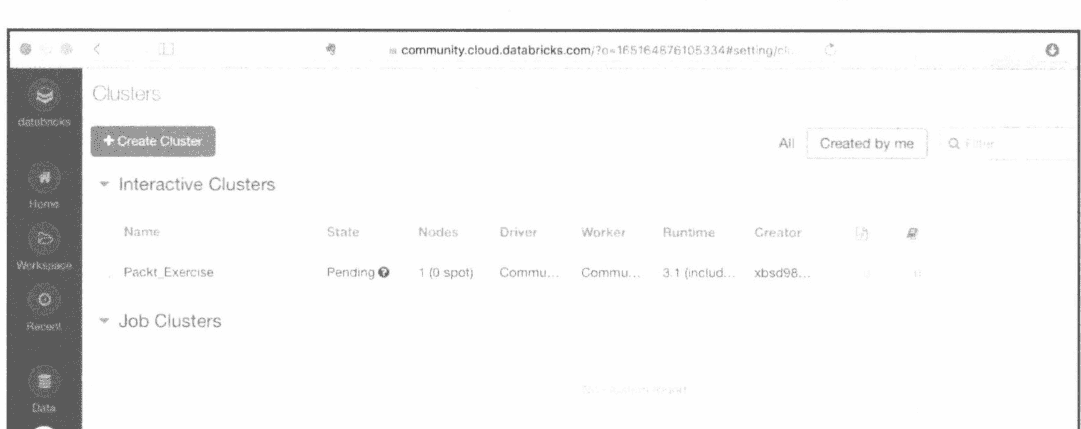 community.cloud.databricks.com/?o=165164876105334#setting/cl...
databricks
Clusters
+ Create Cluster
All Created by me Filter
Home
Interactive Clusters
Name State Nodes Driver Worker Runtime Creator
Workspace
Packt_Exercise Pending 1 (0 spot) Commu... Commu... 3.1 (includ... xbsd98...
Recent
Job Clusters
Data